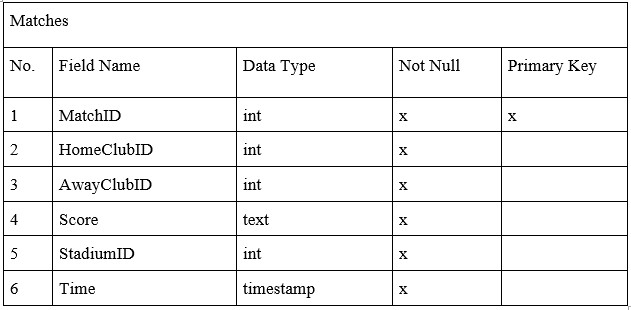 Matches
No. Field Name Data Type Not Null Primary Key
1 MatchID int x x
2 HomeClubID int x
3 AwayClubID int x
4 Score text x
5 StadiumID int x
6 Time timestamp x